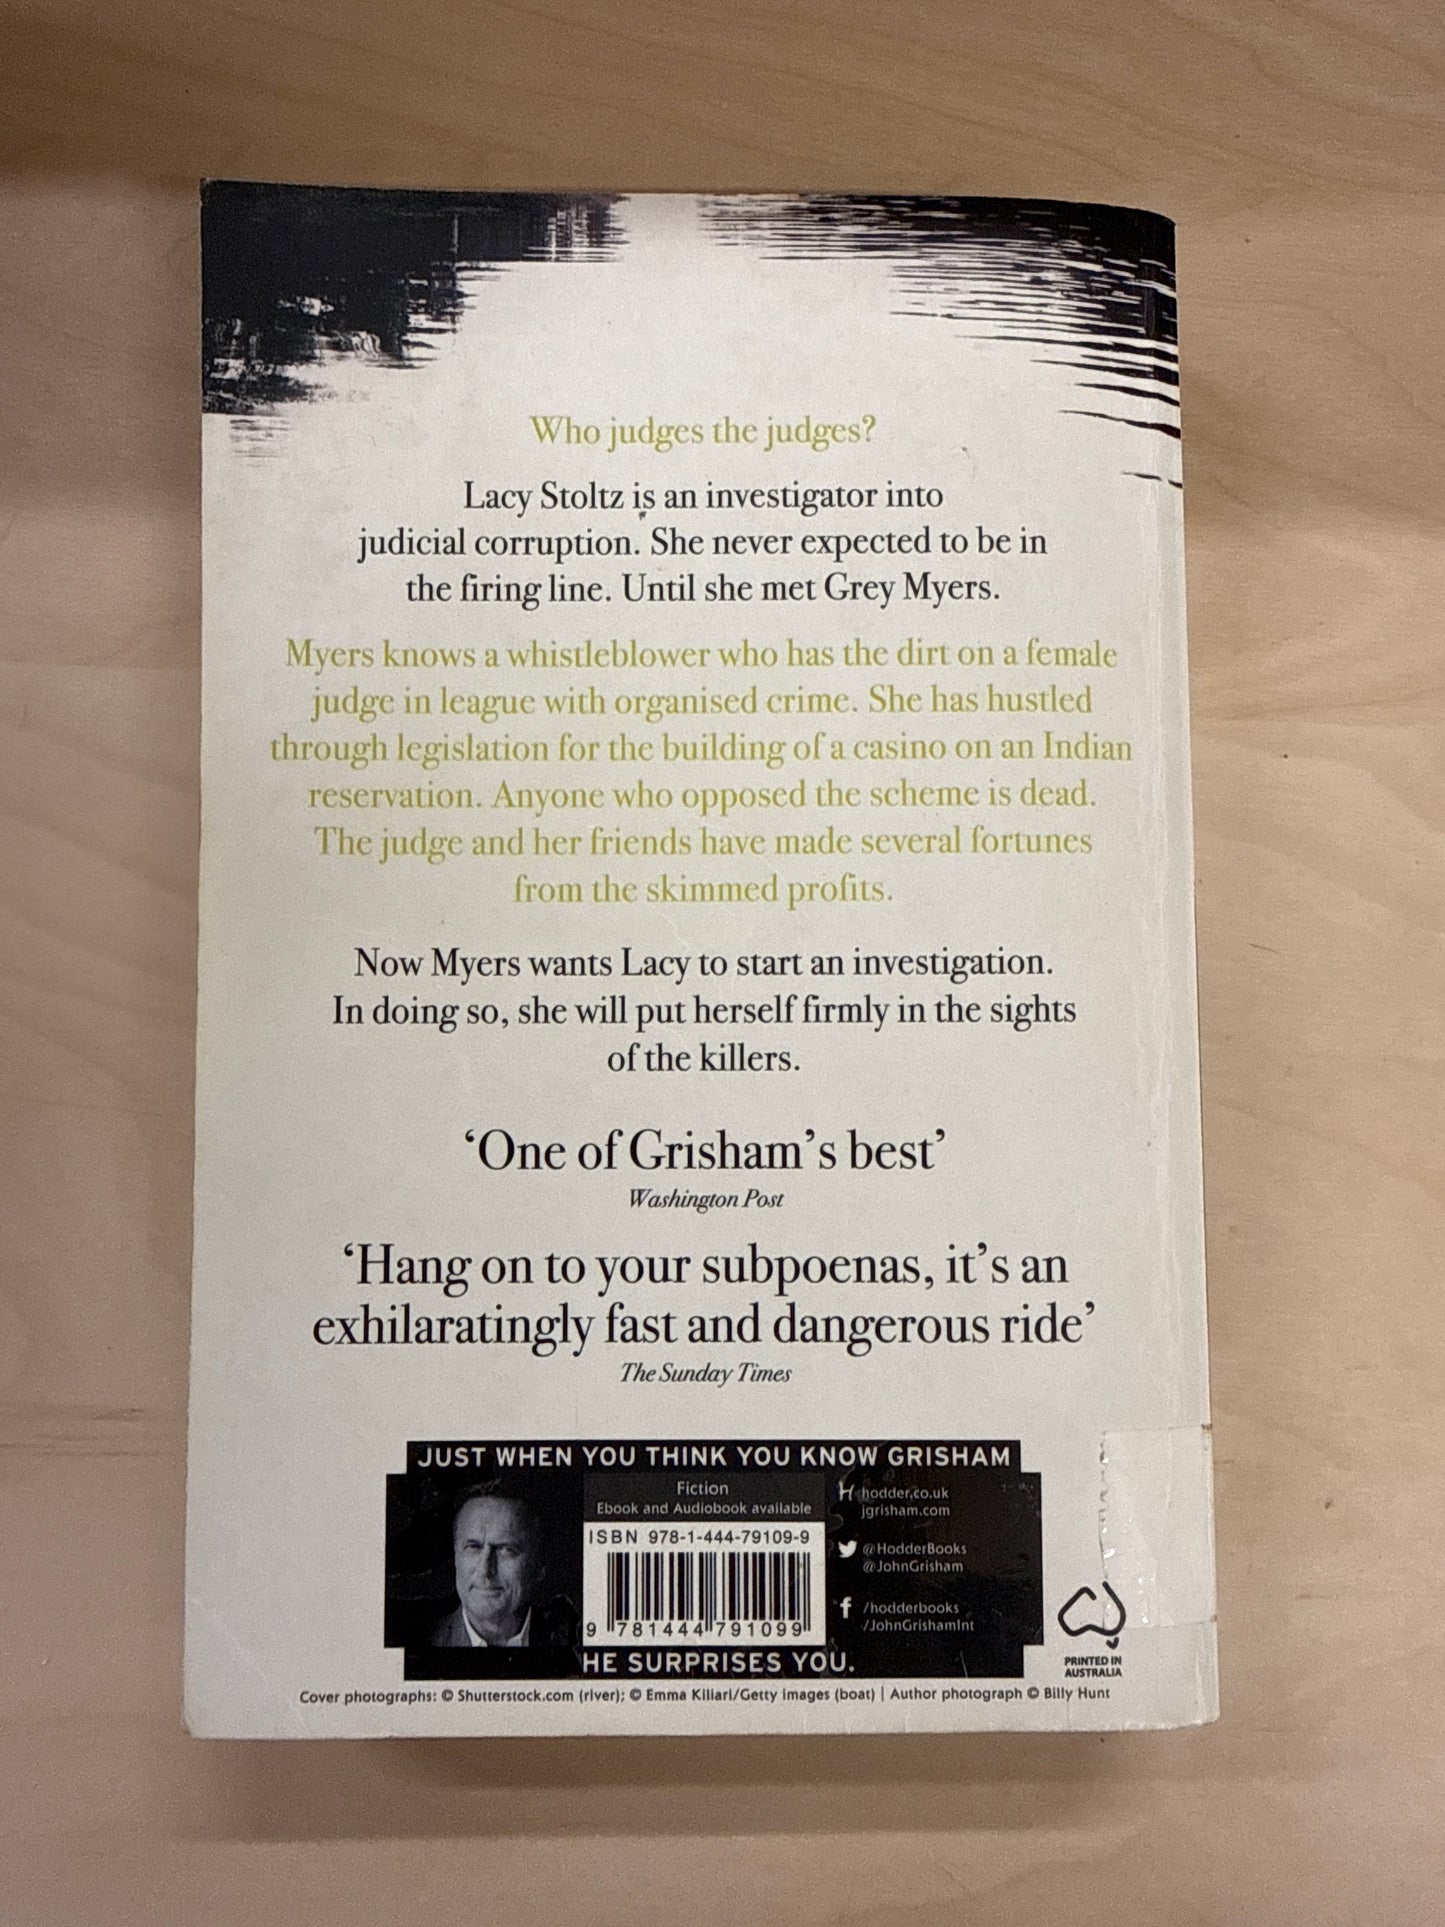 Who judges the judges?
Lacy Stoltz is an investigator into
judicial corruption. She never expected to be in
the firing line. Until she met Grey Myers.
Myers knows a whistleblower who has the dirt on a female
judge in league with organised crime. She has hustled
through legislation for the building of a casino on an Indian
reservation. Anyone who opposed the scheme is dead.
The judge and her friends have made several fortunes
from the skimmed profits.
Now Myers wants Lacy to start an investigation.
In doing so, she will put herself firmly in the sights
of the killers.
‘One of Grisham’s best’
Washington Post
‘Hang on to your subpoenas, it’s an
exhilaratingly fast and dangerous ride’
The Sunday Times
JUST WHEN YOU THINK YOU KNOW GRISHAM
Fiction
Ebook and Audiobook available
ISBN 978-1-444-79109-9
9 781444 791099
hodder.co.uk
jgrisham.com
@HodderBooks
@JohnGrisham
/hodderbooks
/JohnGrishamInt
HE SURPRISES YOU.
PRINTED IN
AUSTRALIA
Cover photographs: © Shutterstock.com (river); © Emma Killari/Getty Images (boat) | Author photograph © Billy Hunt